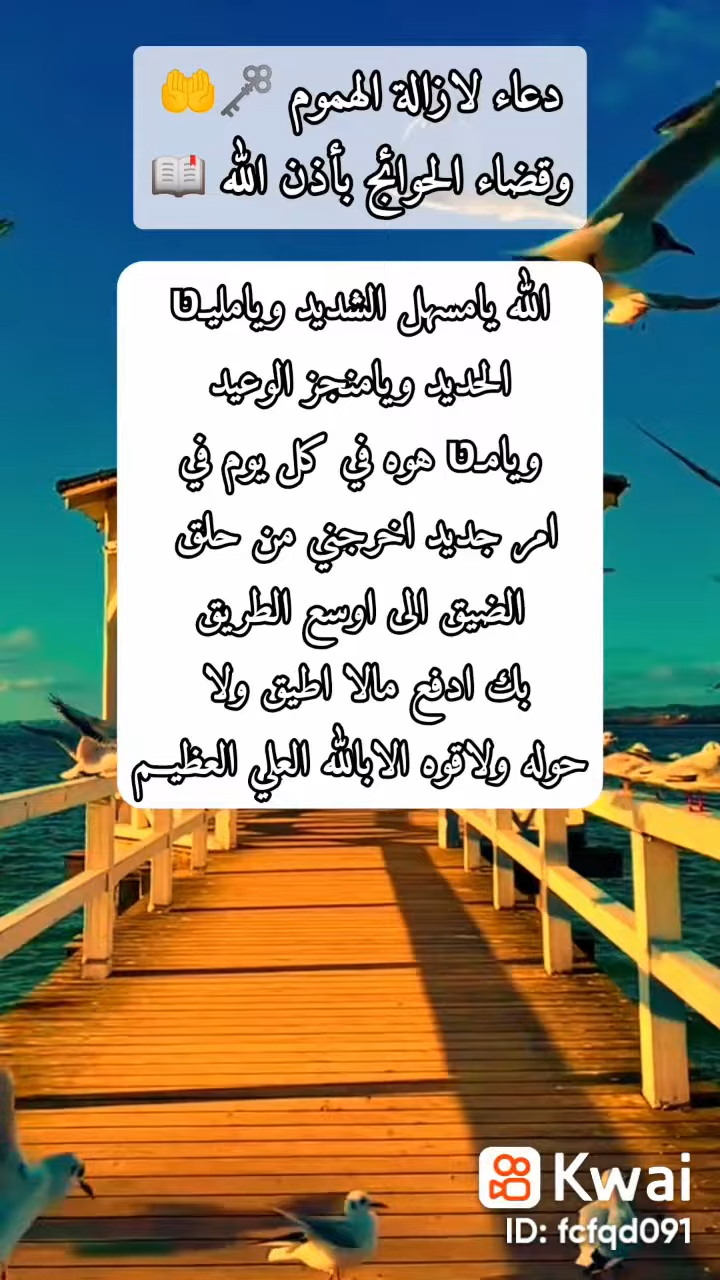 دعاء لازالة الهموم 🗝️🤲
وقضاء الحوائج بأذن الله 📖
الله يامسهل الشديد ويامليـن
الحديد ويامنجز الوعيد
ويامـن هوه في كل يوم في
امر جديد اخرجني من حلق
الضيق الى اوسع الطريق
بك ادفع مالا اطيق ولا
حوله ولاقوه الابالله العلي العظيـم
Kwai
ID: fcfqd091